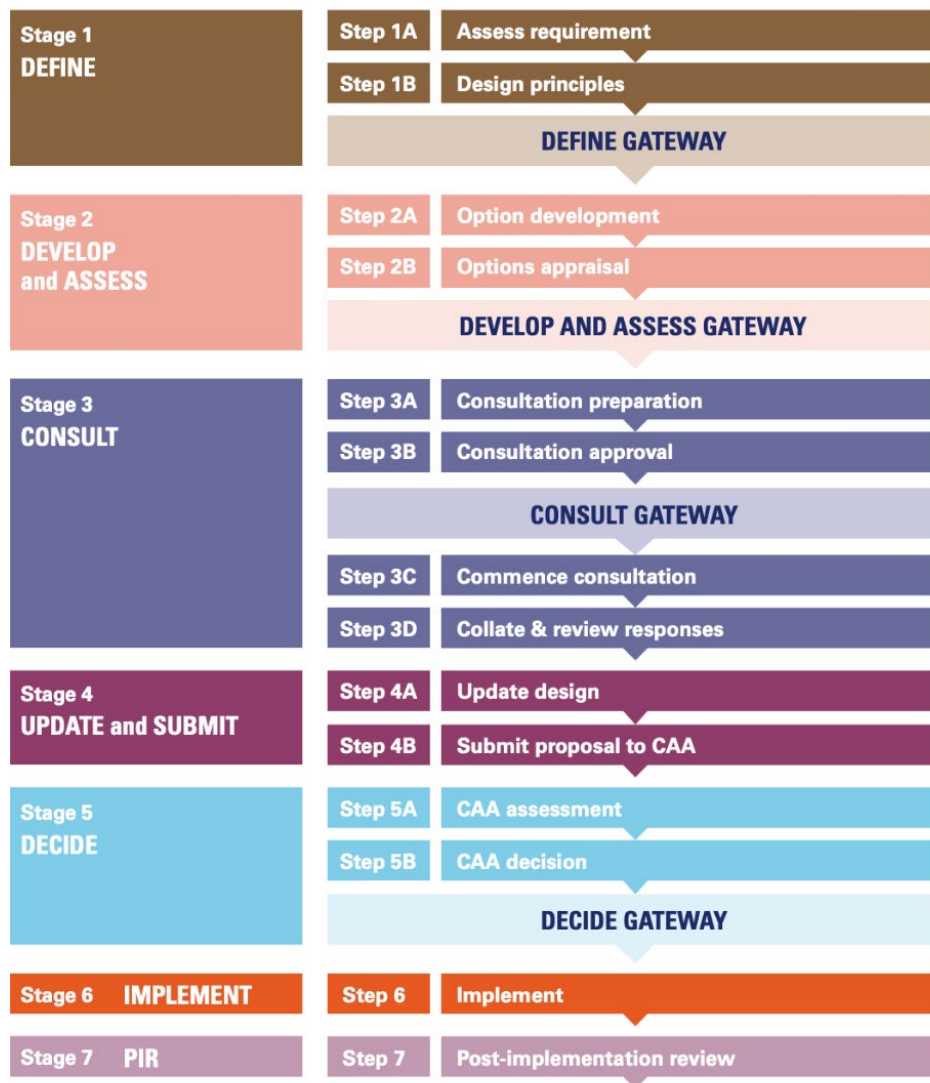 Stage 1
DEFINE
Step 1A Assess requirement
Step 1B Design principles
DEFINE GATEWAY
Stage 2
DEVELOP
and ASSESS
Step 2A Option development
Step 2B Options appraisal
DEVELOP AND ASSESS GATEWAY
Stage 3
CONSULT
Step 3A Consultation preparation
Step 3B Consultation approval
CONSULT GATEWAY
Step 3C Commence consultation
Step 3D Collate & review responses
Stage 4
UPDATE and SUBMIT
Step 4A Update design
Step 4B Submit proposal to CAA
Stage 5
DECIDE
Step 5A CAA assessment
Step 5B CAA decision
DECIDE GATEWAY
Stage 6 IMPLEMENT
Step 6 Implement
Stage 7 PIR
Step 7 Post-implementation review